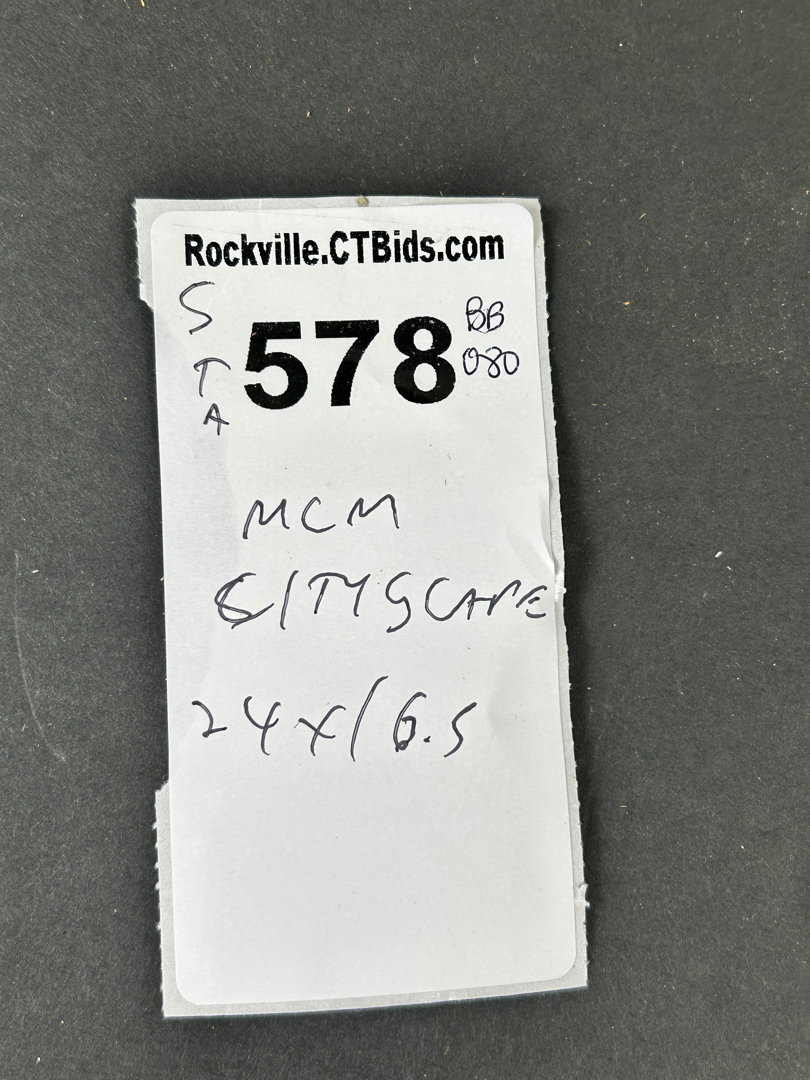 Rockville.CTBids.com
S
T
A
578
BB
080
MCM
CITYSCAPE
24x16.5